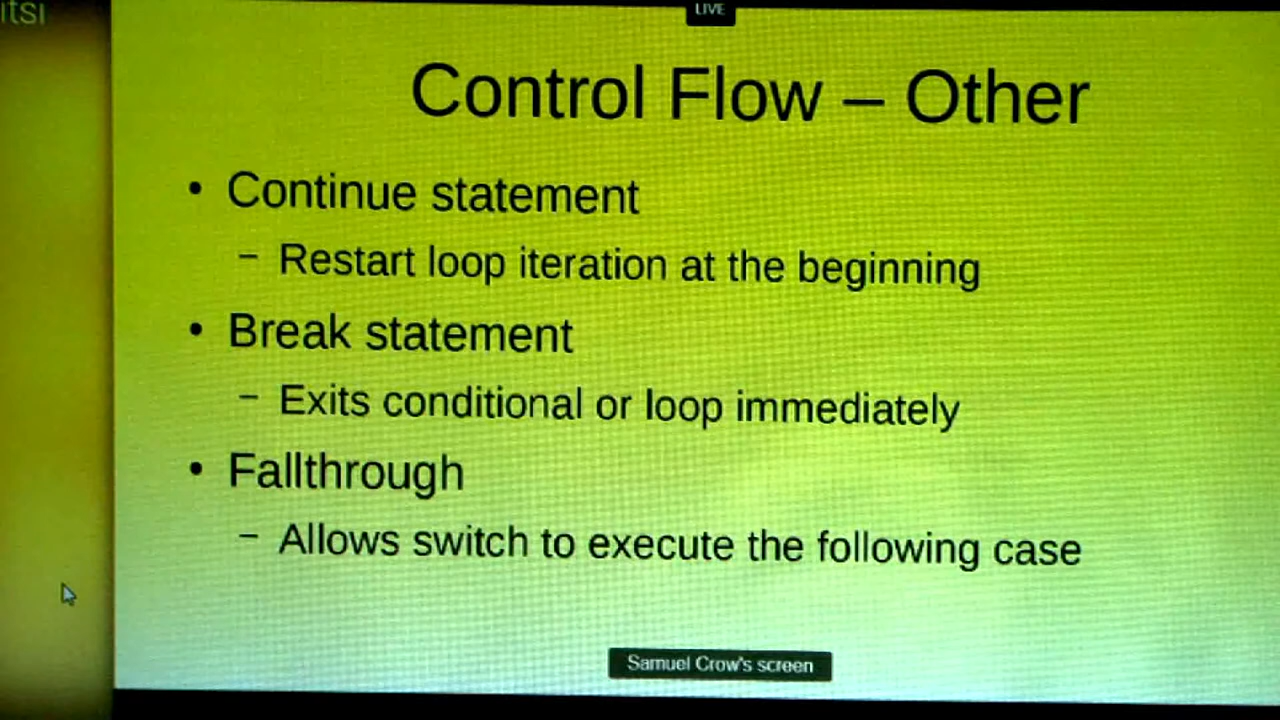 itsi
LIVE
Control Flow – Other
• Continue statement
– Restart loop iteration at the beginning
• Break statement
– Exits conditional or loop immediately
• Fallthrough
– Allows switch to execute the following case
Samuel Crow's screen